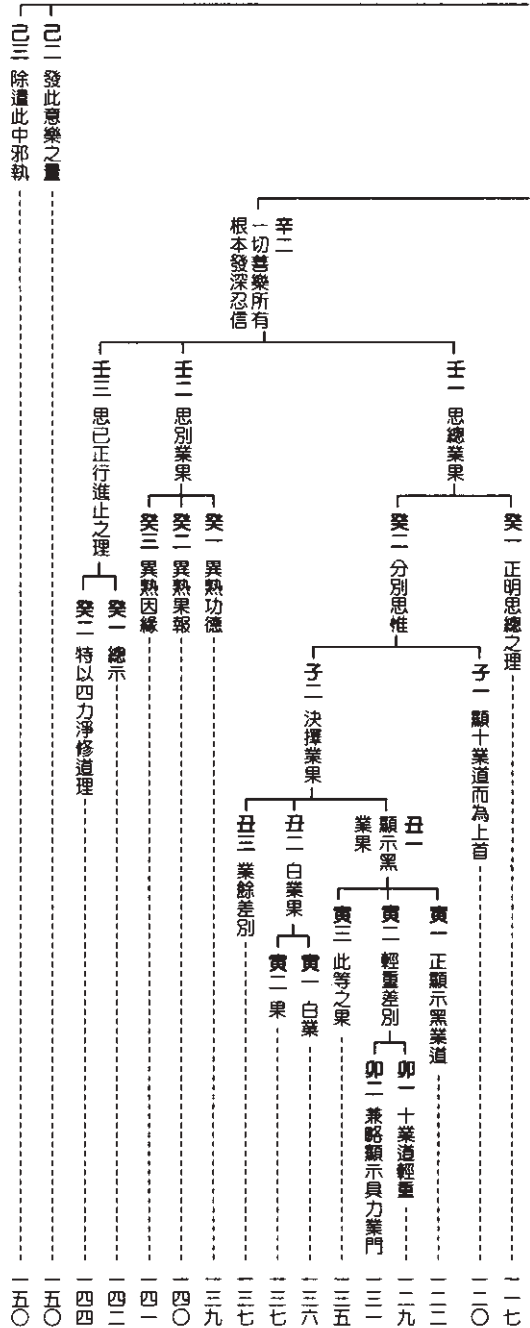 辛二
一切善樂所有
根本發深忍信
壬一 思總業果
癸一 正明思總之理 一一七
癸二 分別思惟
子一 顯十業道而為上首 一二〇
子二 決擇業果
丑一
顯示黑
業果
寅一 正顯示黑業道 一二二
寅二 輕重差別
卯一 十業道輕重 一二九
卯二 兼略顯示具力業門 一三一
寅三 此等之果 一三五
丑二 白業果
寅一 白業 一三六
寅二 果 一三七
丑三 業餘差別 一三七
壬二 思別業果
癸一 異熟功德 一三九
癸二 異熟果報 一四〇
癸三 異熟因緣 一四一
壬三 思已正行進止之理
癸一 總示 一四二
癸二 特以四力淨修道理 一四四
己二 發此意樂之量 一五〇
己三 除遣此中邪執 一五〇